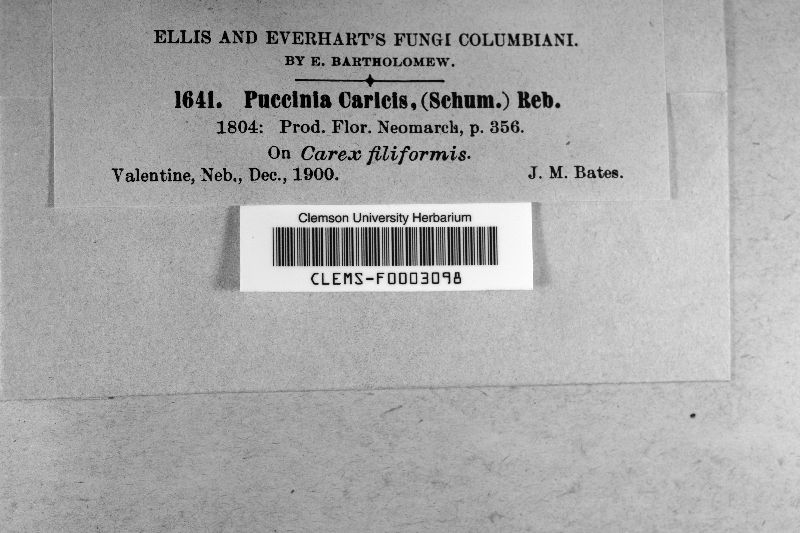 ELLIS AND EVERHART'S FUNGI COLUMBIANI.
BY E. BARTHOLOMEW.
1641. Puccinia Caricis, (Schum.) Reb.
1804: Prod. Flor. Neomarch, p. 356.
On Carex filiformis.
Valentine, Neb., Dec., 1900. J. M. Bates.
Clemson University Herbarium
CLEMS-F0003098